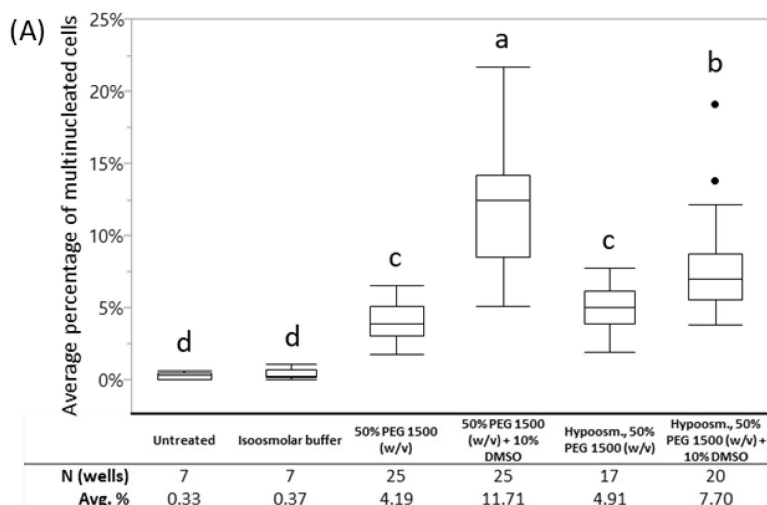 (A)
Average percentage of multinucleated cells
25%
20%
15%
10%
5%
0%
d
d
c
a
c
b
Untreated
Isoosmolar buffer
50% PEG 1500
(w/v)
50% PEG 1500
(w/v) + 10%
DMSO
Hypoosm., 50%
PEG 1500 (w/v)
Hypoosm., 50%
PEG 1500 (w/v) +
10% DMSO
N (wells) 7 7 25 25 17 20
Avg. % 0.33 0.37 4.19 11.71 4.91 7.70